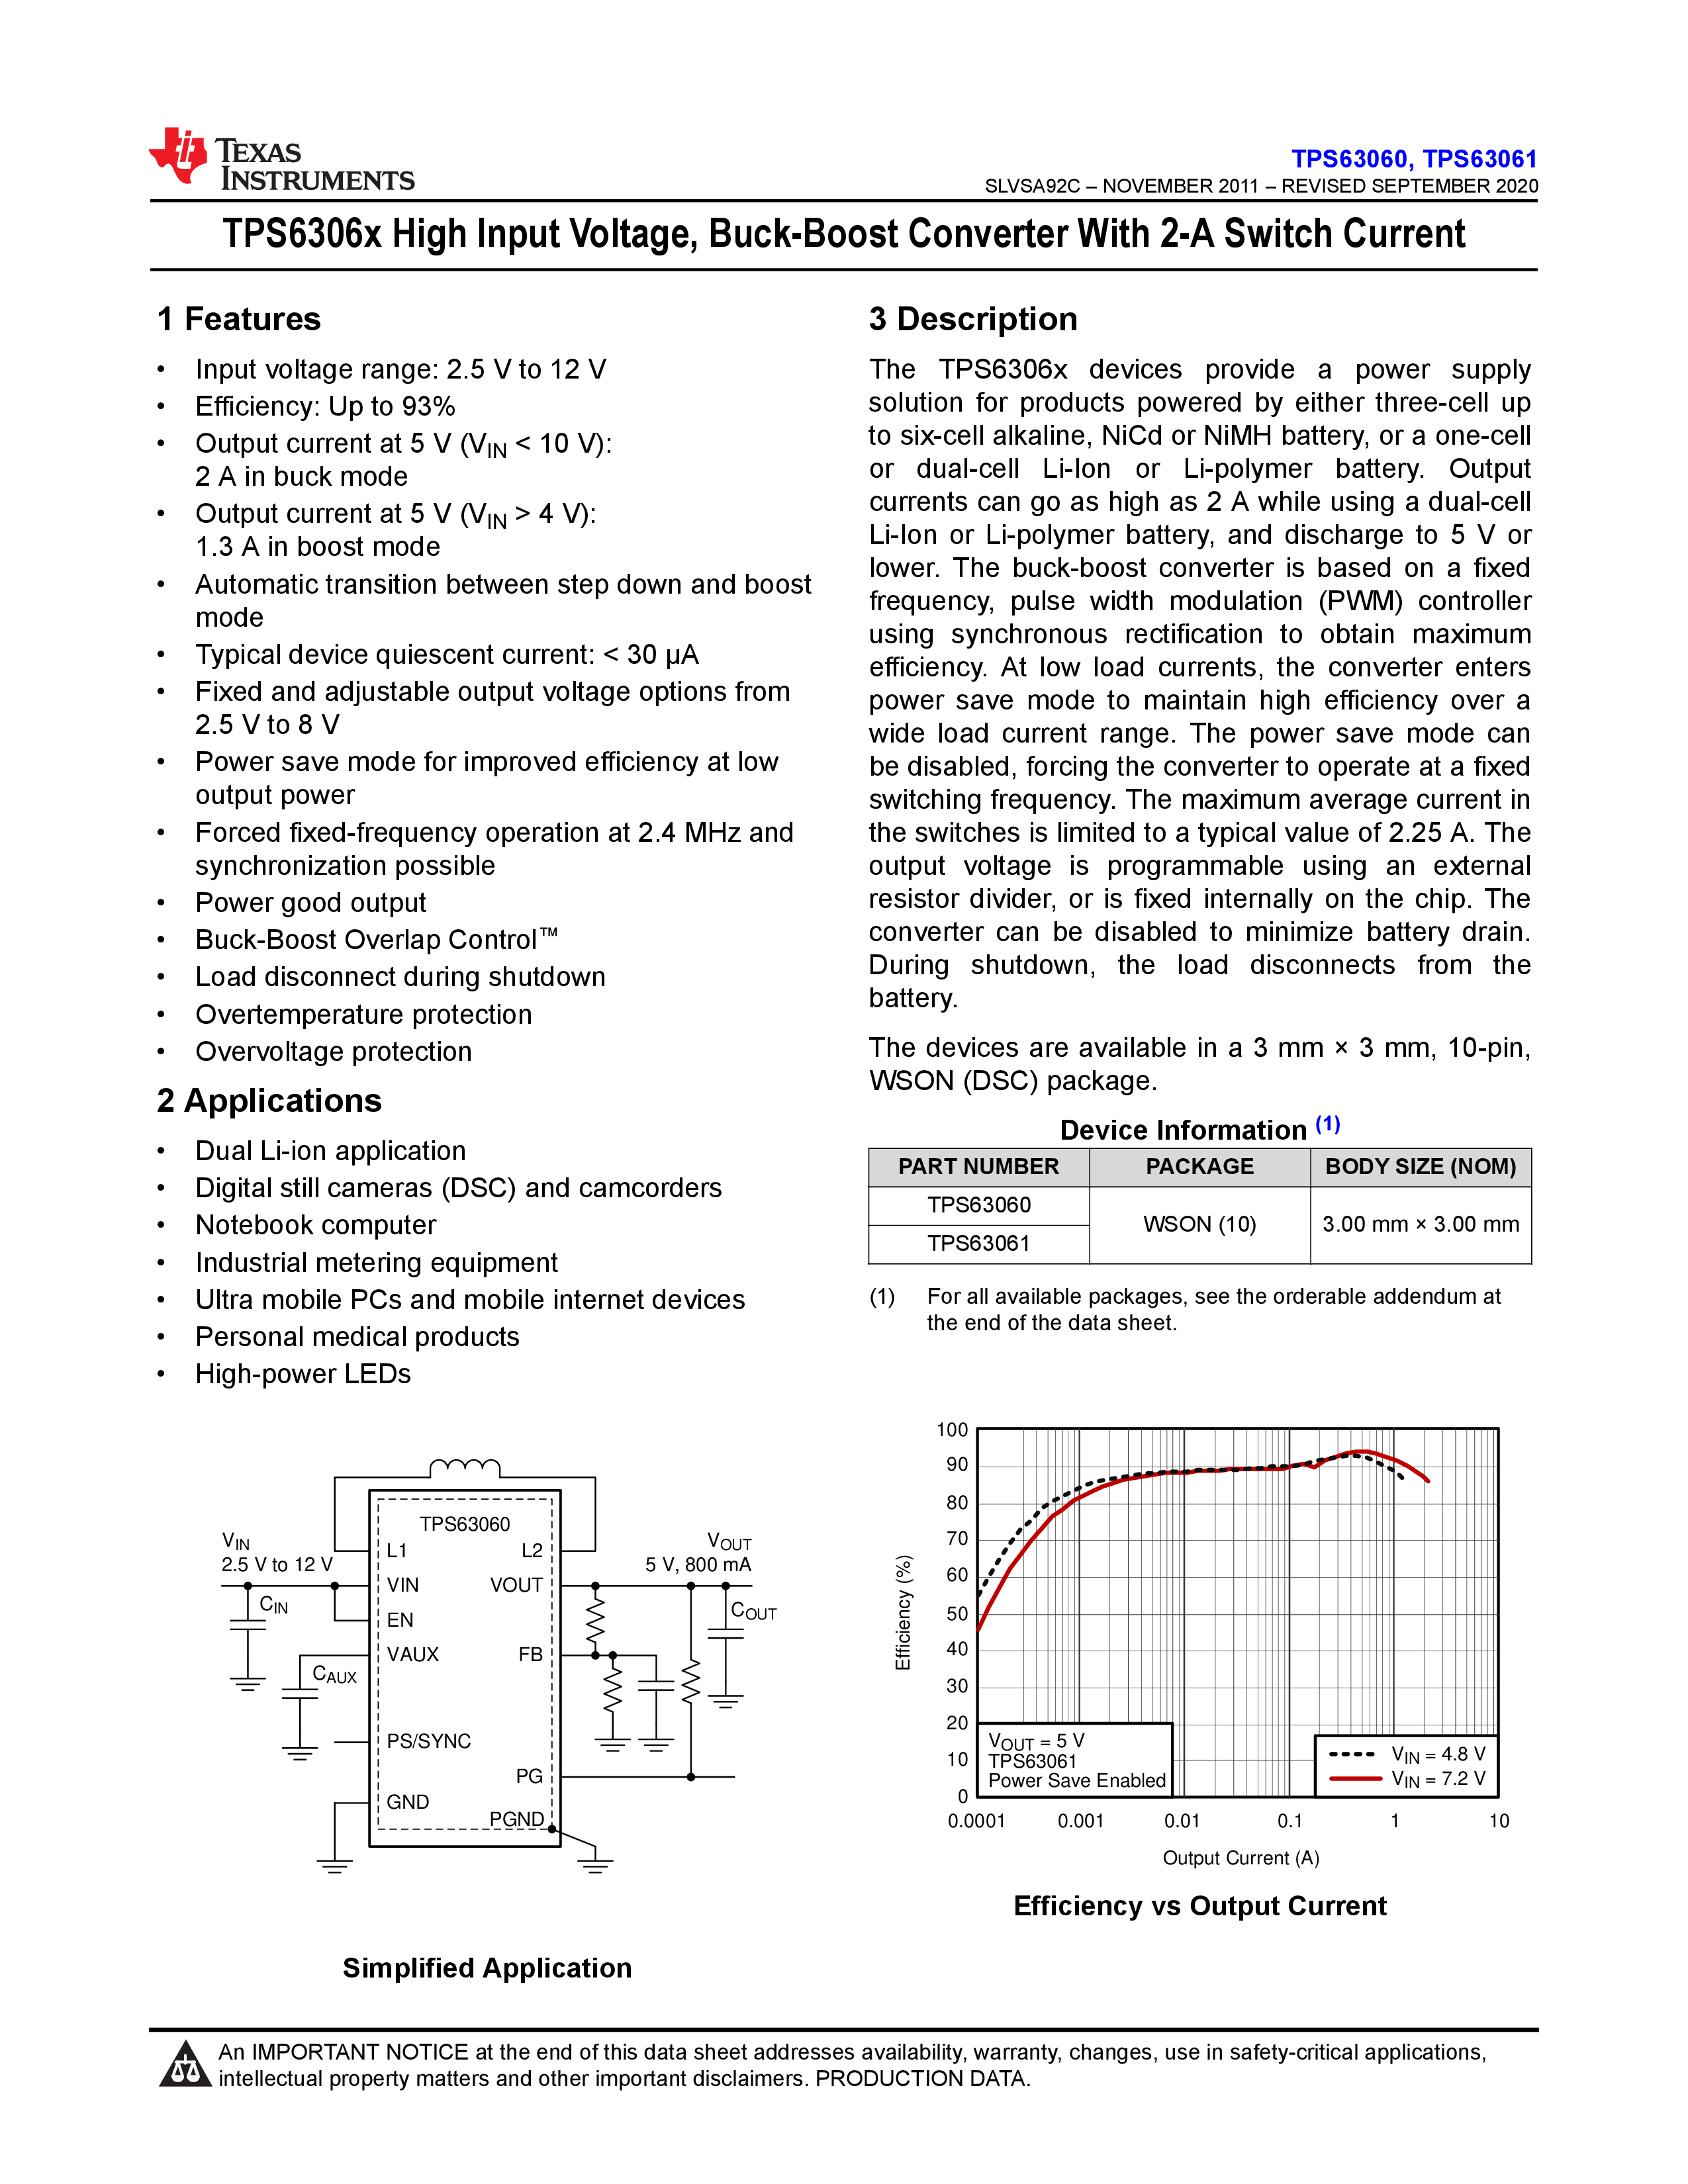 TEXAS
INSTRUMENTS
TPS63060, TPS63061
SLVSA92C – NOVEMBER 2011 – REVISED SEPTEMBER 2020
TPS6306x High Input Voltage, Buck-Boost Converter With 2-A Switch Current
1 Features
• Input voltage range: 2.5 V to 12 V
• Efficiency: Up to 93%
• Output current at 5 V (VIN < 10 V):
2 A in buck mode
• Output current at 5 V (VIN > 4 V):
1.3 A in boost mode
• Automatic transition between step down and boost
mode
• Typical device quiescent current: < 30 μA
• Fixed and adjustable output voltage options from
2.5 V to 8 V
• Power save mode for improved efficiency at low
output power
• Forced fixed-frequency operation at 2.4 MHz and
synchronization possible
• Power good output
• Buck-Boost Overlap Control™
• Load disconnect during shutdown
• Overtemperature protection
• Overvoltage protection
2 Applications
• Dual Li-ion application
• Digital still cameras (DSC) and camcorders
• Notebook computer
• Industrial metering equipment
• Ultra mobile PCs and mobile internet devices
• Personal medical products
• High-power LEDs
3 Description
The TPS6306x devices provide a power supply
solution for products powered by either three-cell up
to six-cell alkaline, NiCd or NiMH battery, or a one-cell
or dual-cell Li-Ion or Li-polymer battery. Output
currents can go as high as 2 A while using a dual-cell
Li-Ion or Li-polymer battery, and discharge to 5 V or
lower. The buck-boost converter is based on a fixed
frequency, pulse width modulation (PWM) controller
using synchronous rectification to obtain maximum
efficiency. At low load currents, the converter enters
power save mode to maintain high efficiency over a
wide load current range. The power save mode can
be disabled, forcing the converter to operate at a fixed
switching frequency. The maximum average current in
the switches is limited to a typical value of 2.25 A. The
output voltage is programmable using an external
resistor divider, or is fixed internally on the chip. The
converter can be disabled to minimize battery drain.
During shutdown, the load disconnects from the
battery.
The devices are available in a 3 mm × 3 mm, 10-pin,
WSON (DSC) package.
Device Information (1)
PART NUMBER PACKAGE BODY SIZE (NOM)
TPS63060
WSON (10) 3.00 mm × 3.00 mm
TPS63061
(1) For all available packages, see the orderable addendum at
the end of the data sheet.
TPS63060
L1 L2
VIN
2.5 V to 12 V
VOUT
5 V, 800 mA
VIN VOUT
CIN
COUT
EN
VAUX FB
CAUX
PS/SYNC
PG
GND
PGND
Simplified Application
100
90
80
70
60
50
40
30
20
10
0
Efficiency (%)
VOUT = 5 V
TPS63061
Power Save Enabled
VIN = 4.8 V
VIN = 7.2 V
0.0001 0.001 0.01 0.1 1 10
Output Current (A)
Efficiency vs Output Current
An IMPORTANT NOTICE at the end of this data sheet addresses availability, warranty, changes, use in safety-critical applications,
intellectual property matters and other important disclaimers. PRODUCTION DATA.